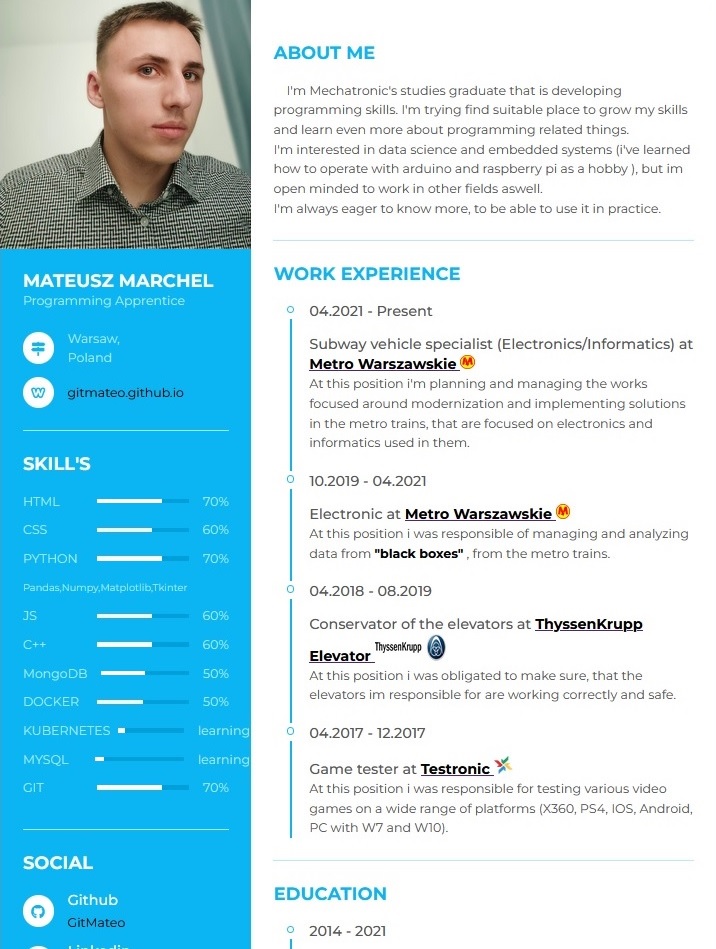 MATEUSZ MARCHEL
Programming Apprentice
Warsaw,
Poland
gitmateo.github.io
SKILL'S
HTML 70%
CSS 60%
PYTHON 70%
Pandas,Numpy,Matplotlib,Tkinter
JS 60%
C++ 60%
MongoDB 50%
DOCKER 50%
KUBERNETES learning
MYSQL learning
GIT 70%
SOCIAL
Github
GitMateo
Linkedin
ABOUT ME
I'm Mechatronic's studies graduate that is developing
programming skills. I'm trying find suitable place to grow my skills
and learn even more about programming related things.
I'm interested in data science and embedded systems (i've learned
how to operate with arduino and raspberry pi as a hobby ), but im
open minded to work in other fields aswell.
I'm always eager to know more, to be able to use it in practice.
WORK EXPERIENCE
04.2021 - Present
Subway vehicle specialist (Electronics/Informatics) at
Metro Warszawskie M
At this position i'm planning and managing the works
focused around modernization and implementing solutions
in the metro trains, that are focused on electronics and
informatics used in them.
10.2019 - 04.2021
Electronic at Metro Warszawskie M
At this position i was responsible of managing and analyzing
data from "black boxes" , from the metro trains.
04.2018 - 08.2019
Conservator of the elevators at ThyssenKrupp
Elevator ThyssenKrupp
At this position i was obligated to make sure, that the
elevators im responsible for are working correctly and safe.
04.2017 - 12.2017
Game tester at Testronic
At this position i was responsible for testing various video
games on a wide range of platforms (X360, PS4, IOS, Android,
PC with W7 and W10).
EDUCATION
2014 - 2021